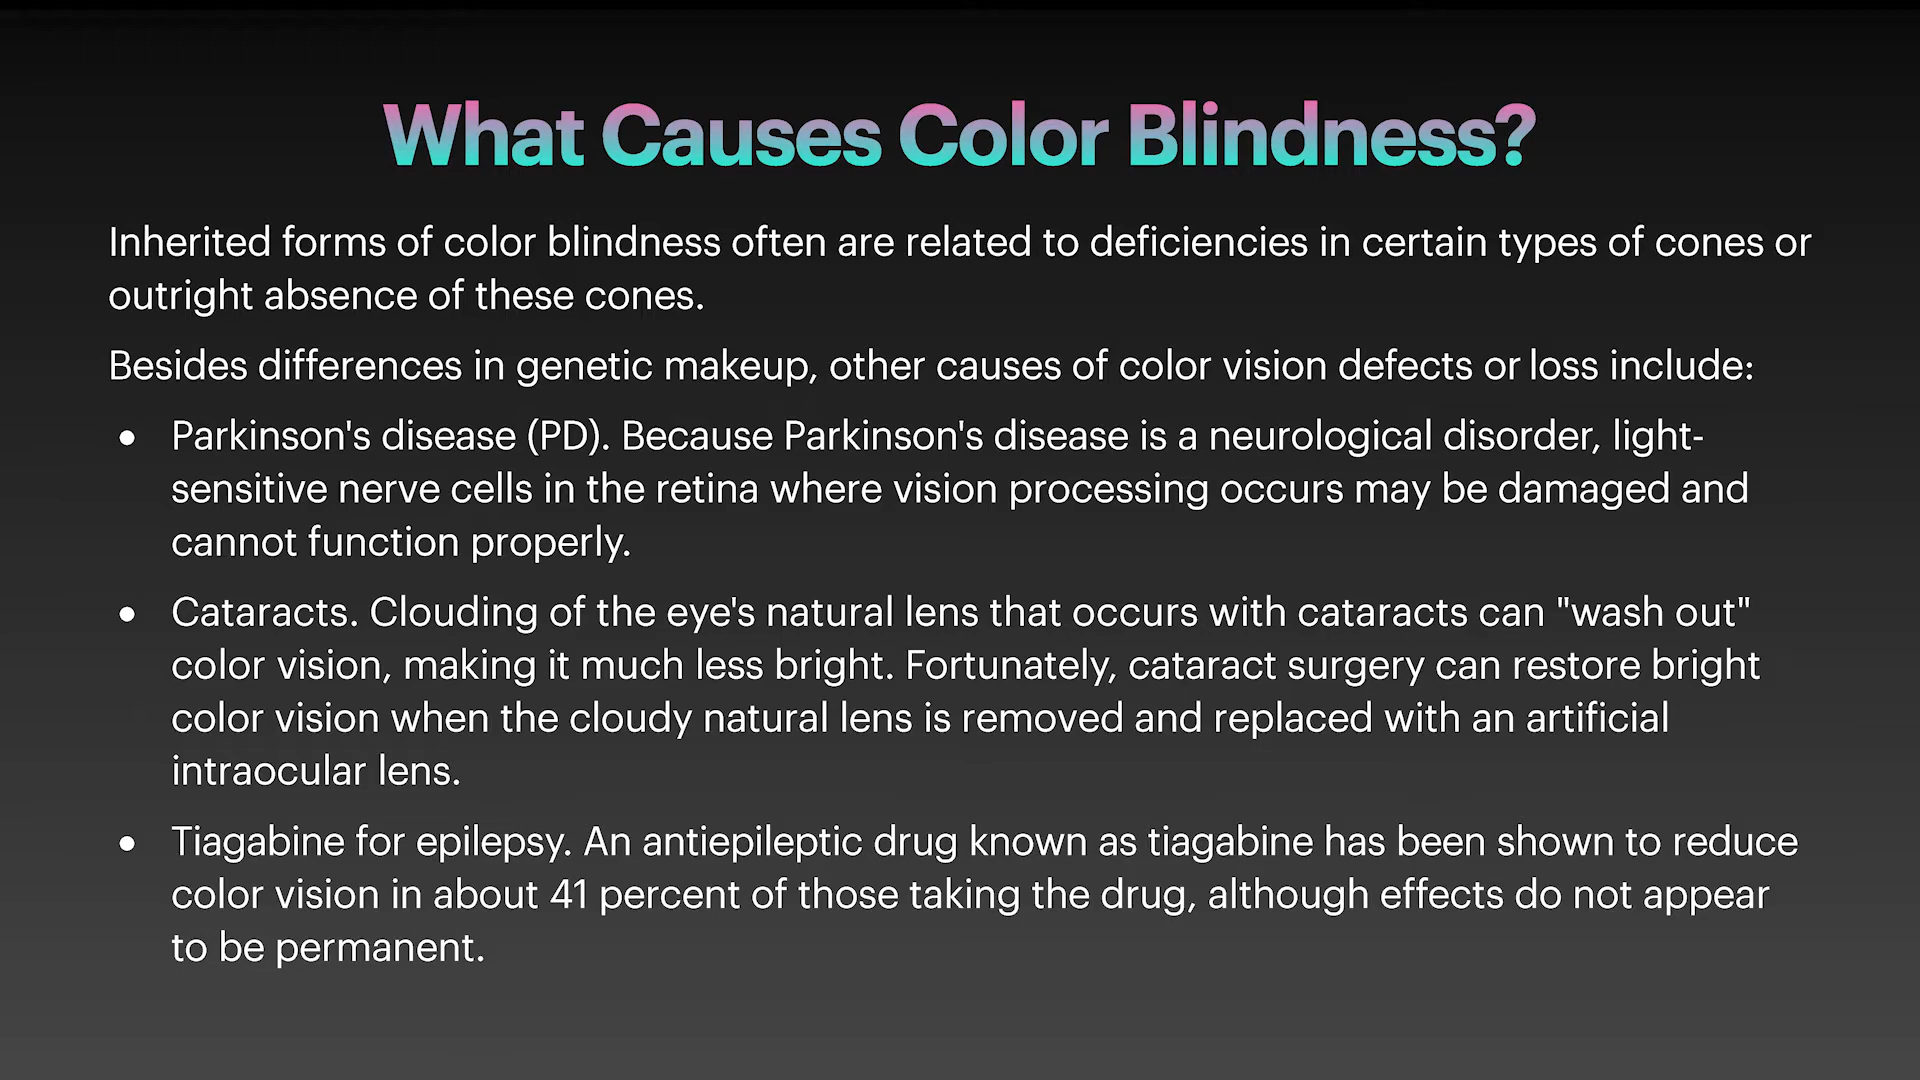 What Causes Color Blindness?
Inherited forms of color blindness often are related to deficiencies in certain types of cones or
outright absence of these cones.
Besides differences in genetic makeup, other causes of color vision defects or loss include:
• Parkinson's disease (PD). Because Parkinson's disease is a neurological disorder, light-
sensitive nerve cells in the retina where vision processing occurs may be damaged and
cannot function properly.
• Cataracts. Clouding of the eye's natural lens that occurs with cataracts can "wash out"
color vision, making it much less bright. Fortunately, cataract surgery can restore bright
color vision when the cloudy natural lens is removed and replaced with an artificial
intraocular lens.
• Tiagabine for epilepsy. An antiepileptic drug known as tiagabine has been shown to reduce
color vision in about 41 percent of those taking the drug, although effects do not appear
to be permanent.